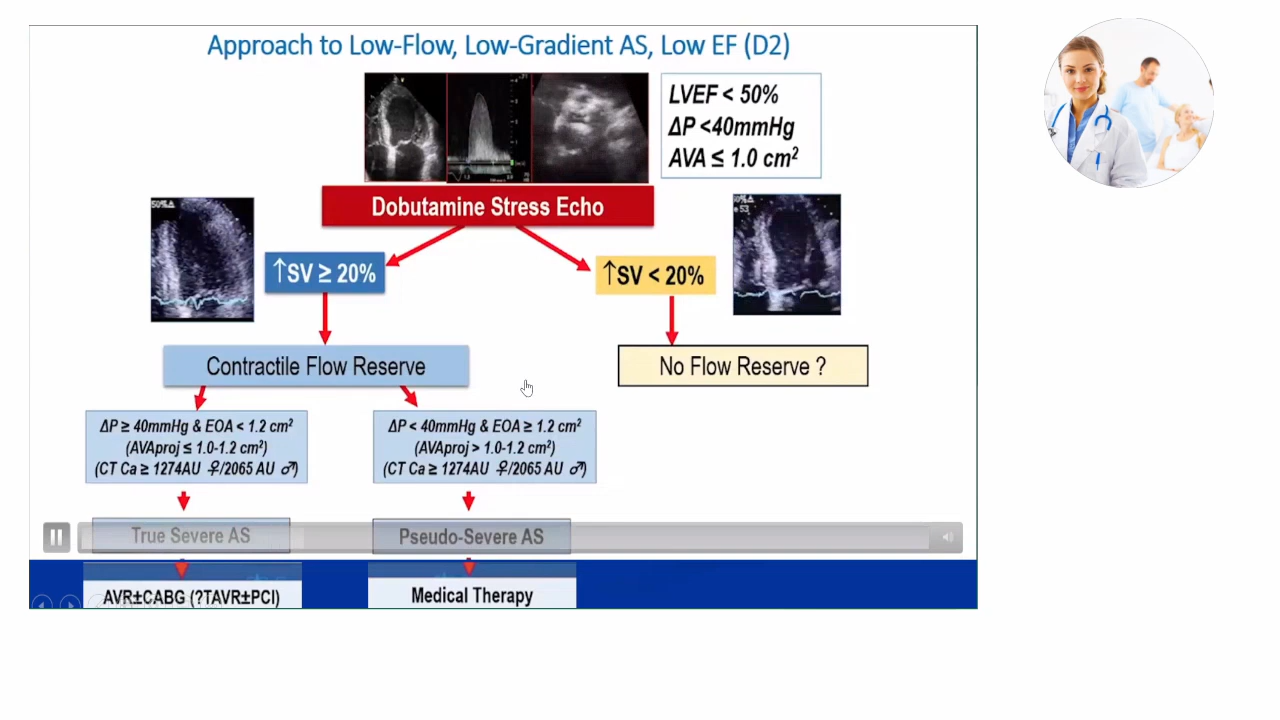 Approach to Low-Flow, Low-Gradient AS, Low EF (D2)
LVEF < 50%
ΔP <40mmHg
AVA ≤ 1.0 cm²
Dobutamine Stress Echo
↑SV ≥ 20%
↑SV < 20%
Contractile Flow Reserve
No Flow Reserve ?
ΔP ≥ 40mmHg & EOA < 1.2 cm²
(AVAproj ≤ 1.0-1.2 cm²)
(CT Ca ≥ 1274AU ♀/2065 AU ♂)
ΔP < 40mmHg & EOA ≥ 1.2 cm²
(AVAproj > 1.0-1.2 cm²)
(CT Ca ≥ 1274AU ♀/2065 AU ♂)
True Severe AS
Pseudo-Severe AS
AVR±CABG (?TAVR±PCI)
Medical Therapy